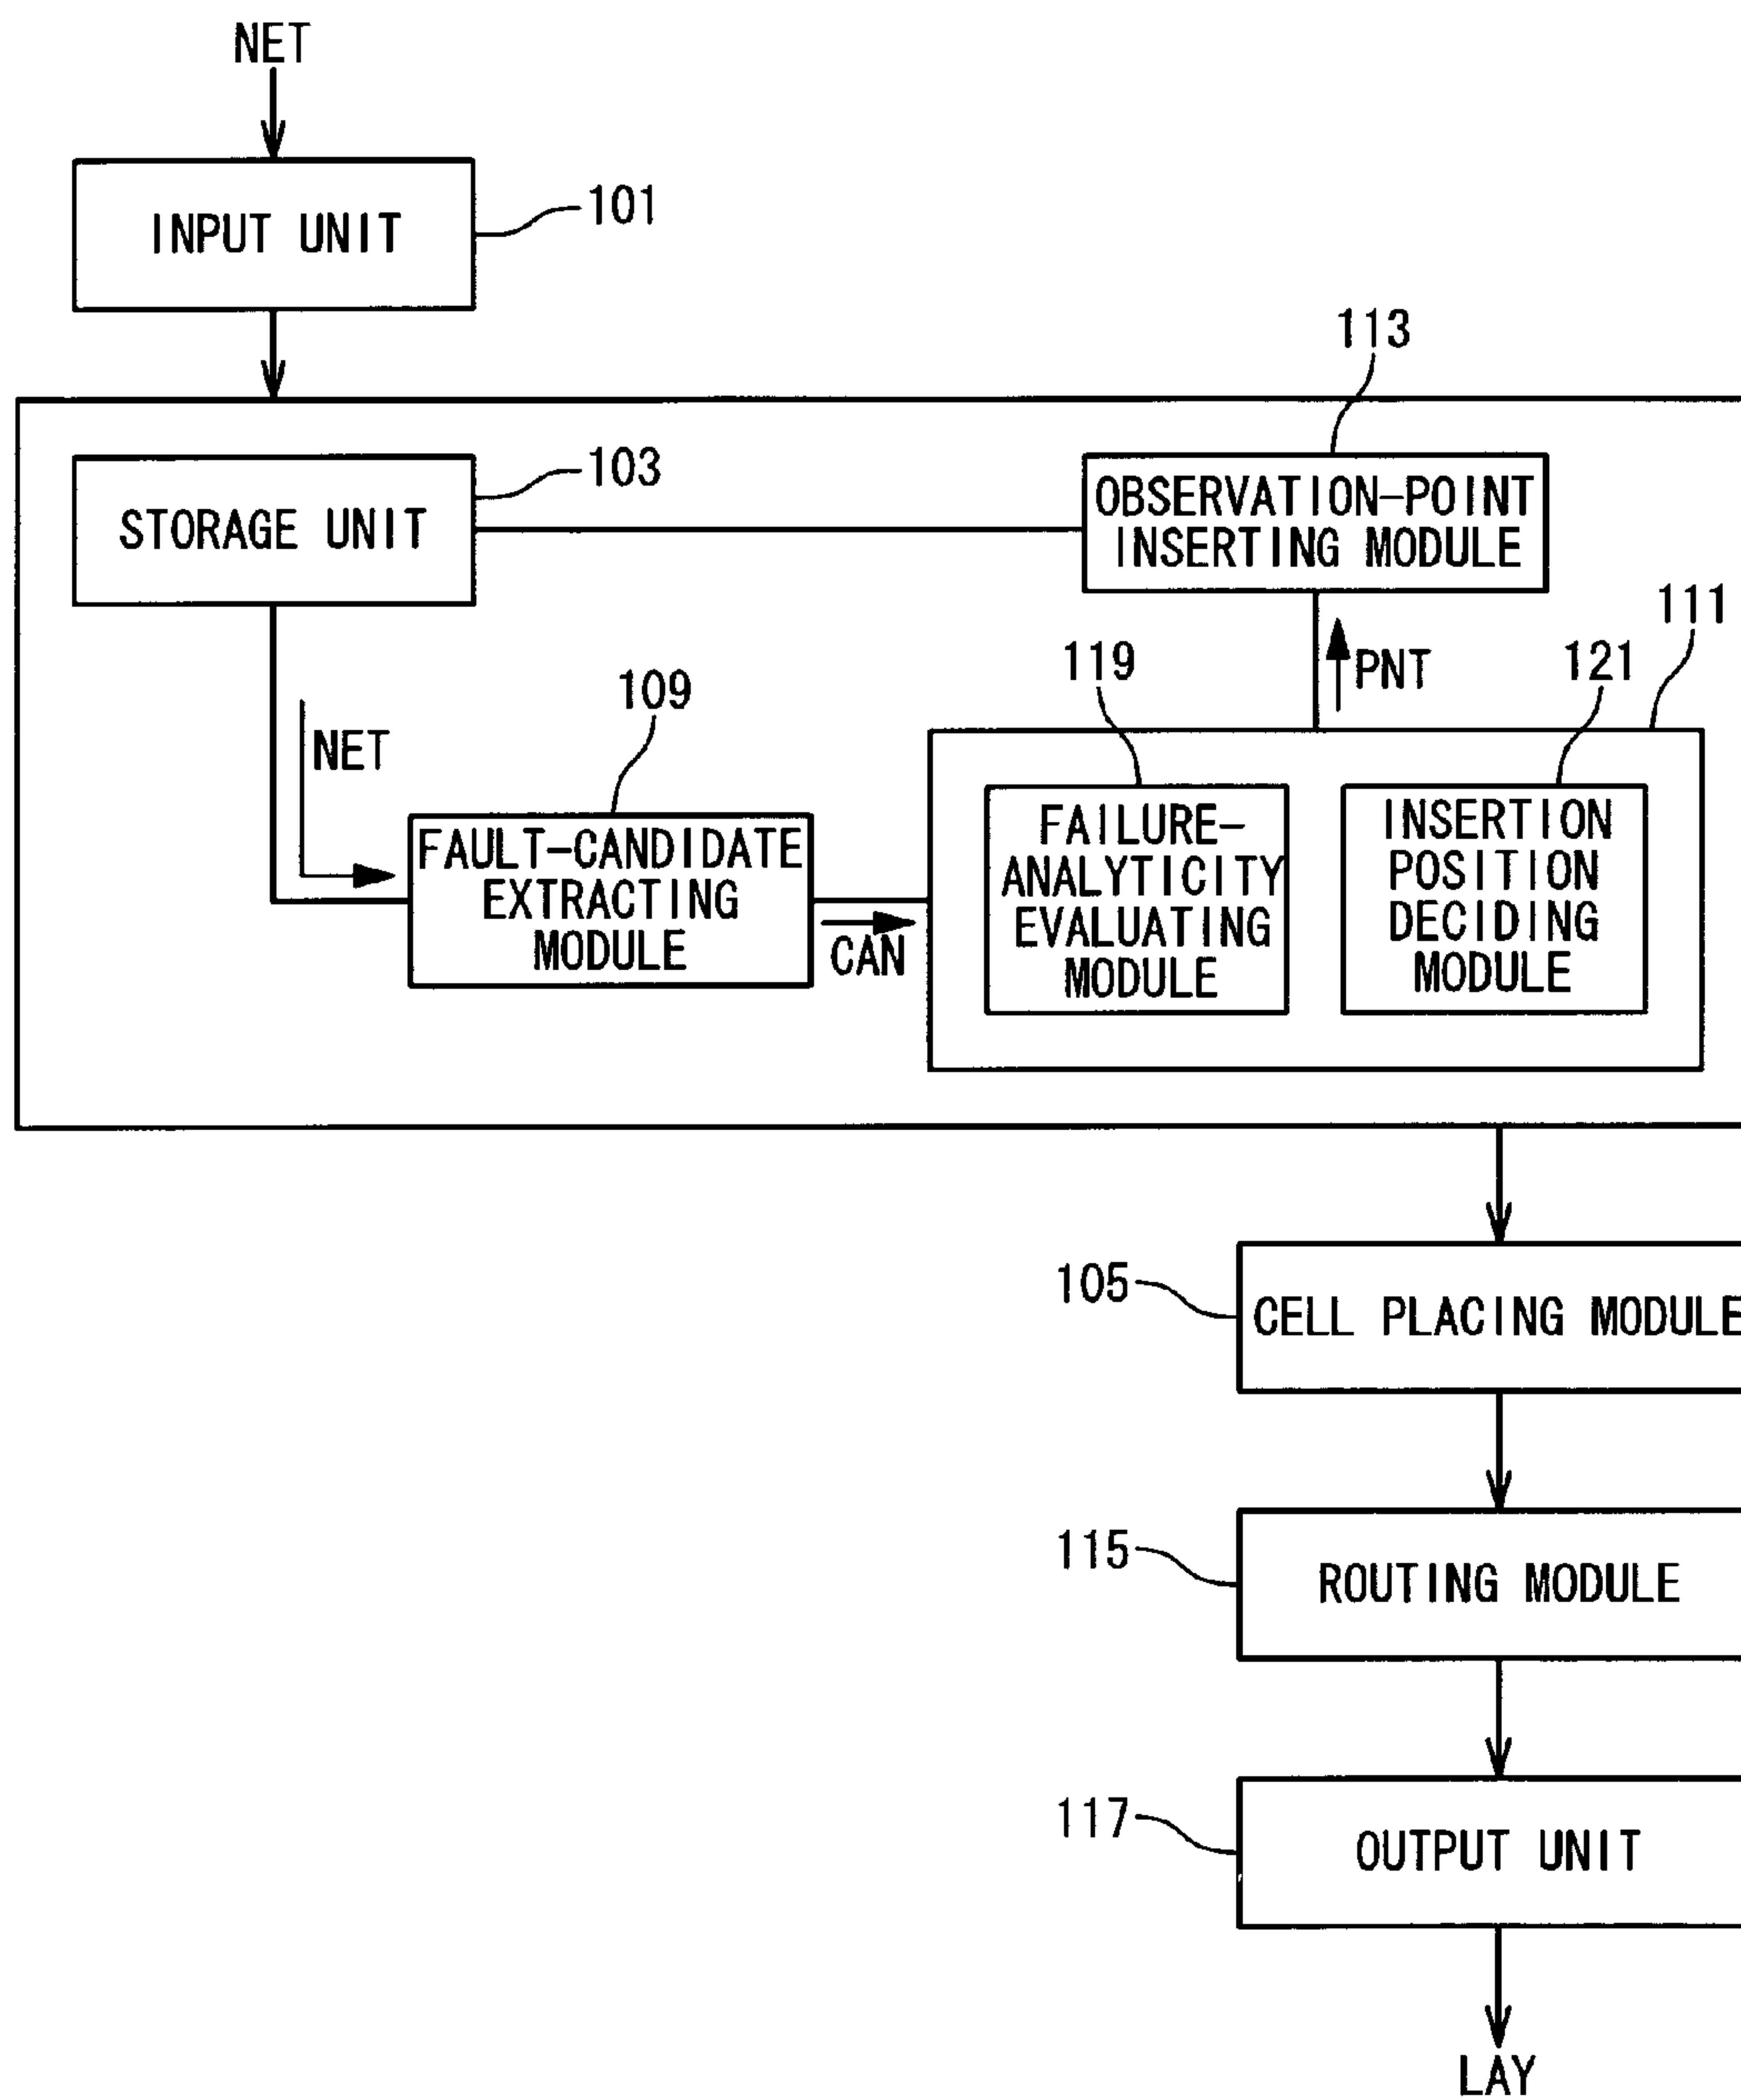 NET
INPUT UNIT
101
113
STORAGE UNIT
103
OBSERVATION-POINT
INSERTING MODULE
111
119
PNT
121
109
NET
FAULT-CANDIDATE
EXTRACTING
MODULE
CAN
FAILURE-
ANALYTICITY
EVALUATING
MODULE
INSERTION
POSITION
DECIDING
MODULE
105
CELL PLACING MODULE
115
ROUTING MODULE
117
OUTPUT UNIT
LAY